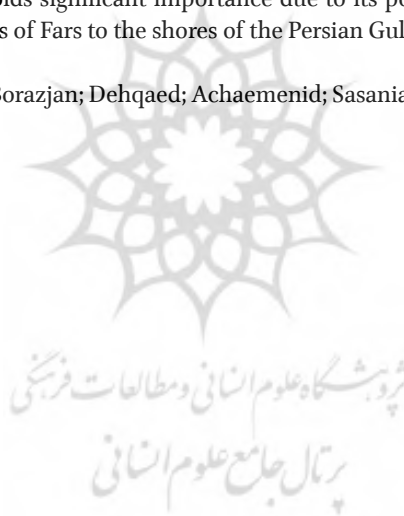 olds significant importance due to its po
s of Fars to the shores of the Persian Gul
Borazjan; Dehqaed; Achaemenid; Sasania
پژوهشگاه علوم انسانی و مطالعات فرهنگی
پرتال جامع علوم انسانی